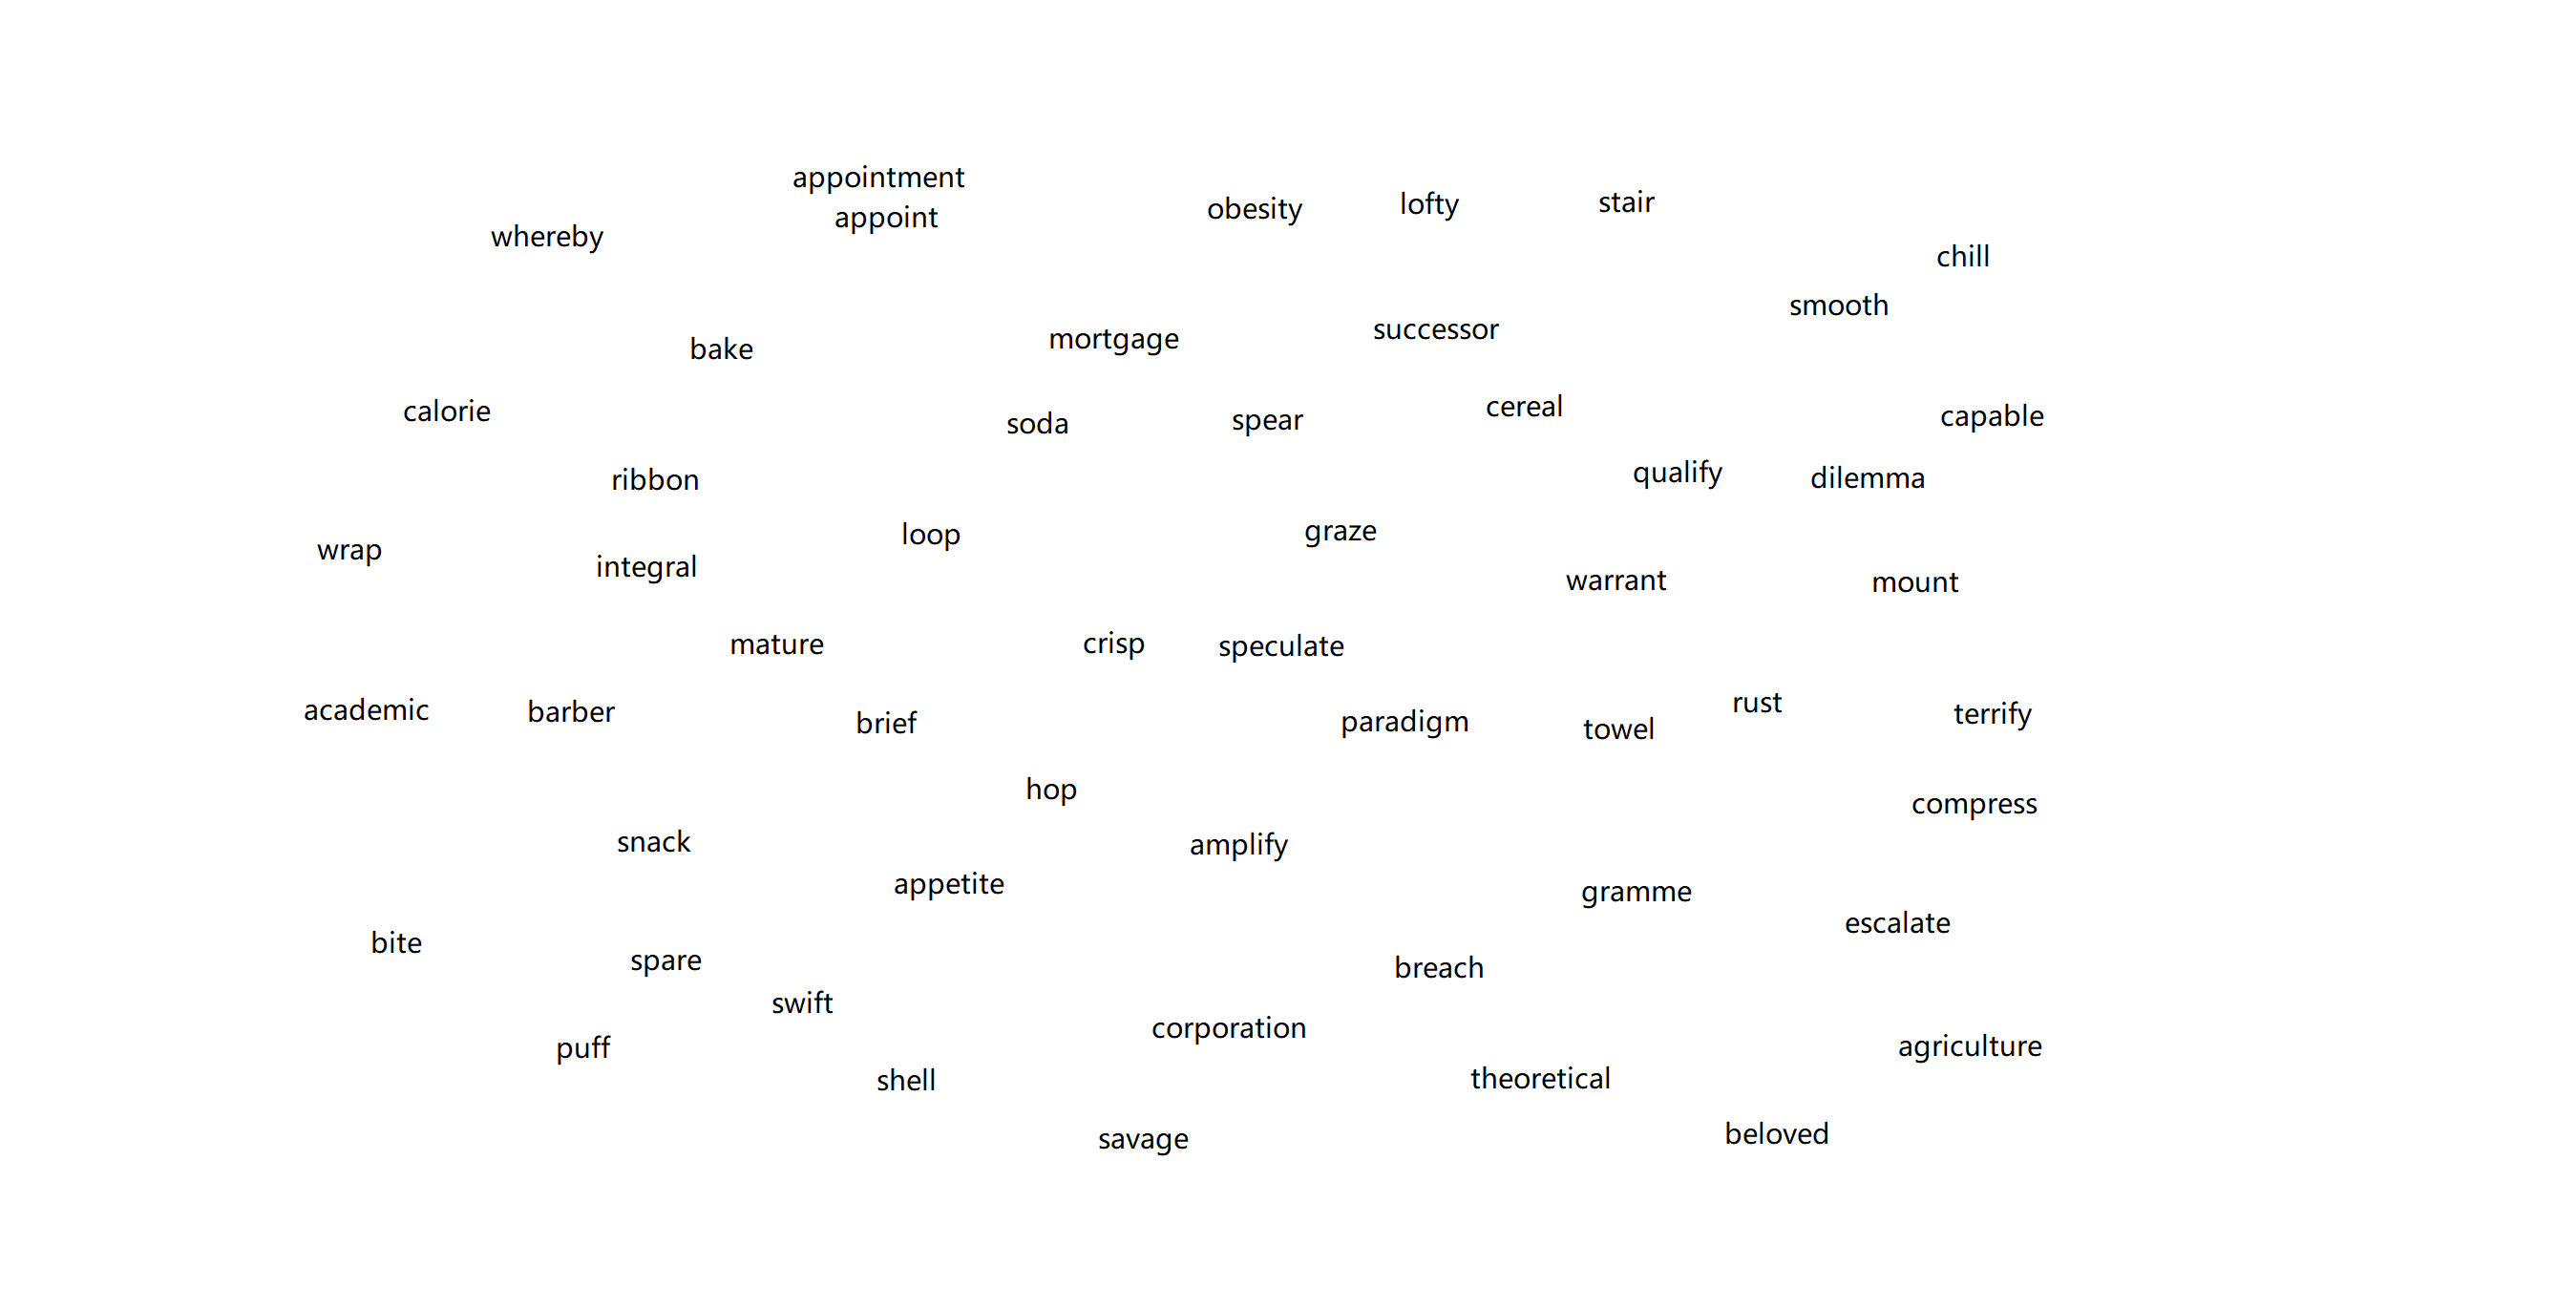 appointment
appoint
whereby
obesity
lofty
stair
chill
smooth
bake
mortgage
successor
calorie
soda
spear
cereal
capable
ribbon
qualify
dilemma
wrap
integral
loop
graze
warrant
mount
mature
crisp
speculate
academic
barber
brief
paradigm
towel
rust
terrify
hop
compress
snack
amplify
appetite
gramme
escalate
bite
spare
breach
swift
corporation
puff
agriculture
shell
theoretical
savage
beloved